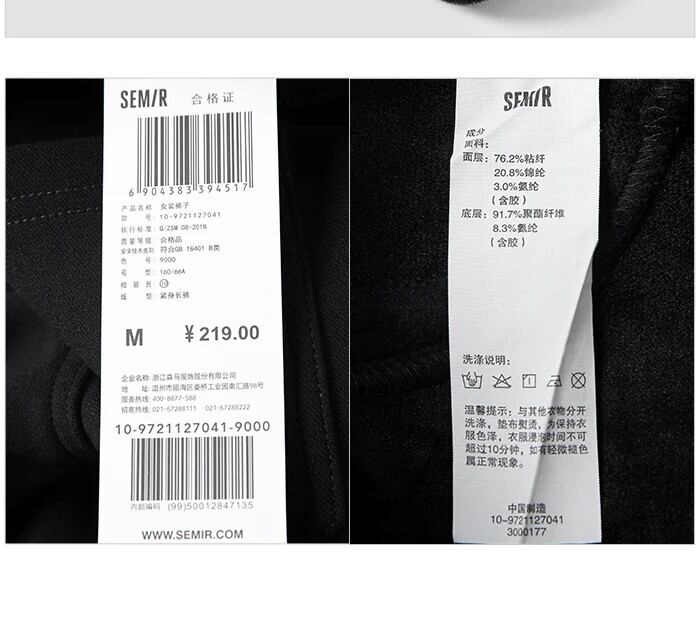 SEMIR 合格证
6 904383 394517
产品名称: 女装裤子
款 号: 10-9721127041
执行标准: Q/ZSM 08-2018
质量等级: 合格品
安全技术类别: 符合GB 18401 B类
色 号: 9000
号 型: 160/66A
检 验 员: 10
版 型: 紧身长裤
M ¥219.00
企业名称: 浙江森马服饰股份有限公司
地 址: 温州市瓯海区娄桥工业园南汇路98号
服务热线: 400-8877-588
招商热线: 021-67288111 021-67288222
10-9721127041-9000
内部编码 (99)50012847135
WWW.SEMIR.COM
SEMIR
成分
面料:
面层: 76.2%粘纤
20.8%锦纶
3.0%氨纶
(含胶)
底层: 91.7%聚酯纤维
8.3%氨纶
(含胶)
洗涤说明:
温馨提示: 与其他衣物分开
洗涤, 垫布熨烫, 为保持衣
服色泽, 衣服浸泡时间不可
超过10分钟, 如有轻微褪色
属正常现象。
中国制造
10-9721127041
3000177